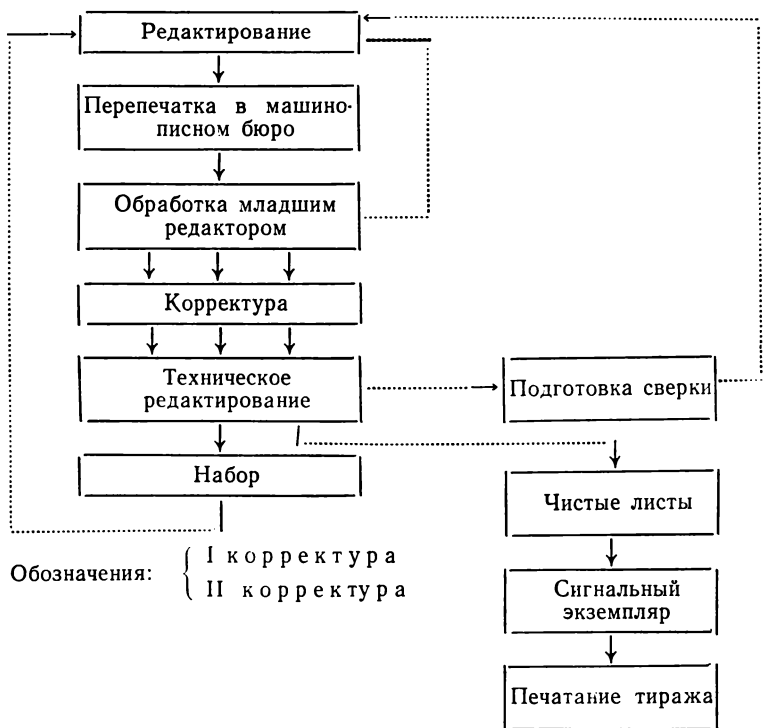 Редактирование
Перепечатка в машино-
писном бюро
Обработка младшим
редактором
Корректура
Техническое
редактирование
Подготовка сверки
Набор
Чистые листы
Обозначения:
I корректура
II корректура
Сигнальный
экземпляр
Печатание тиража